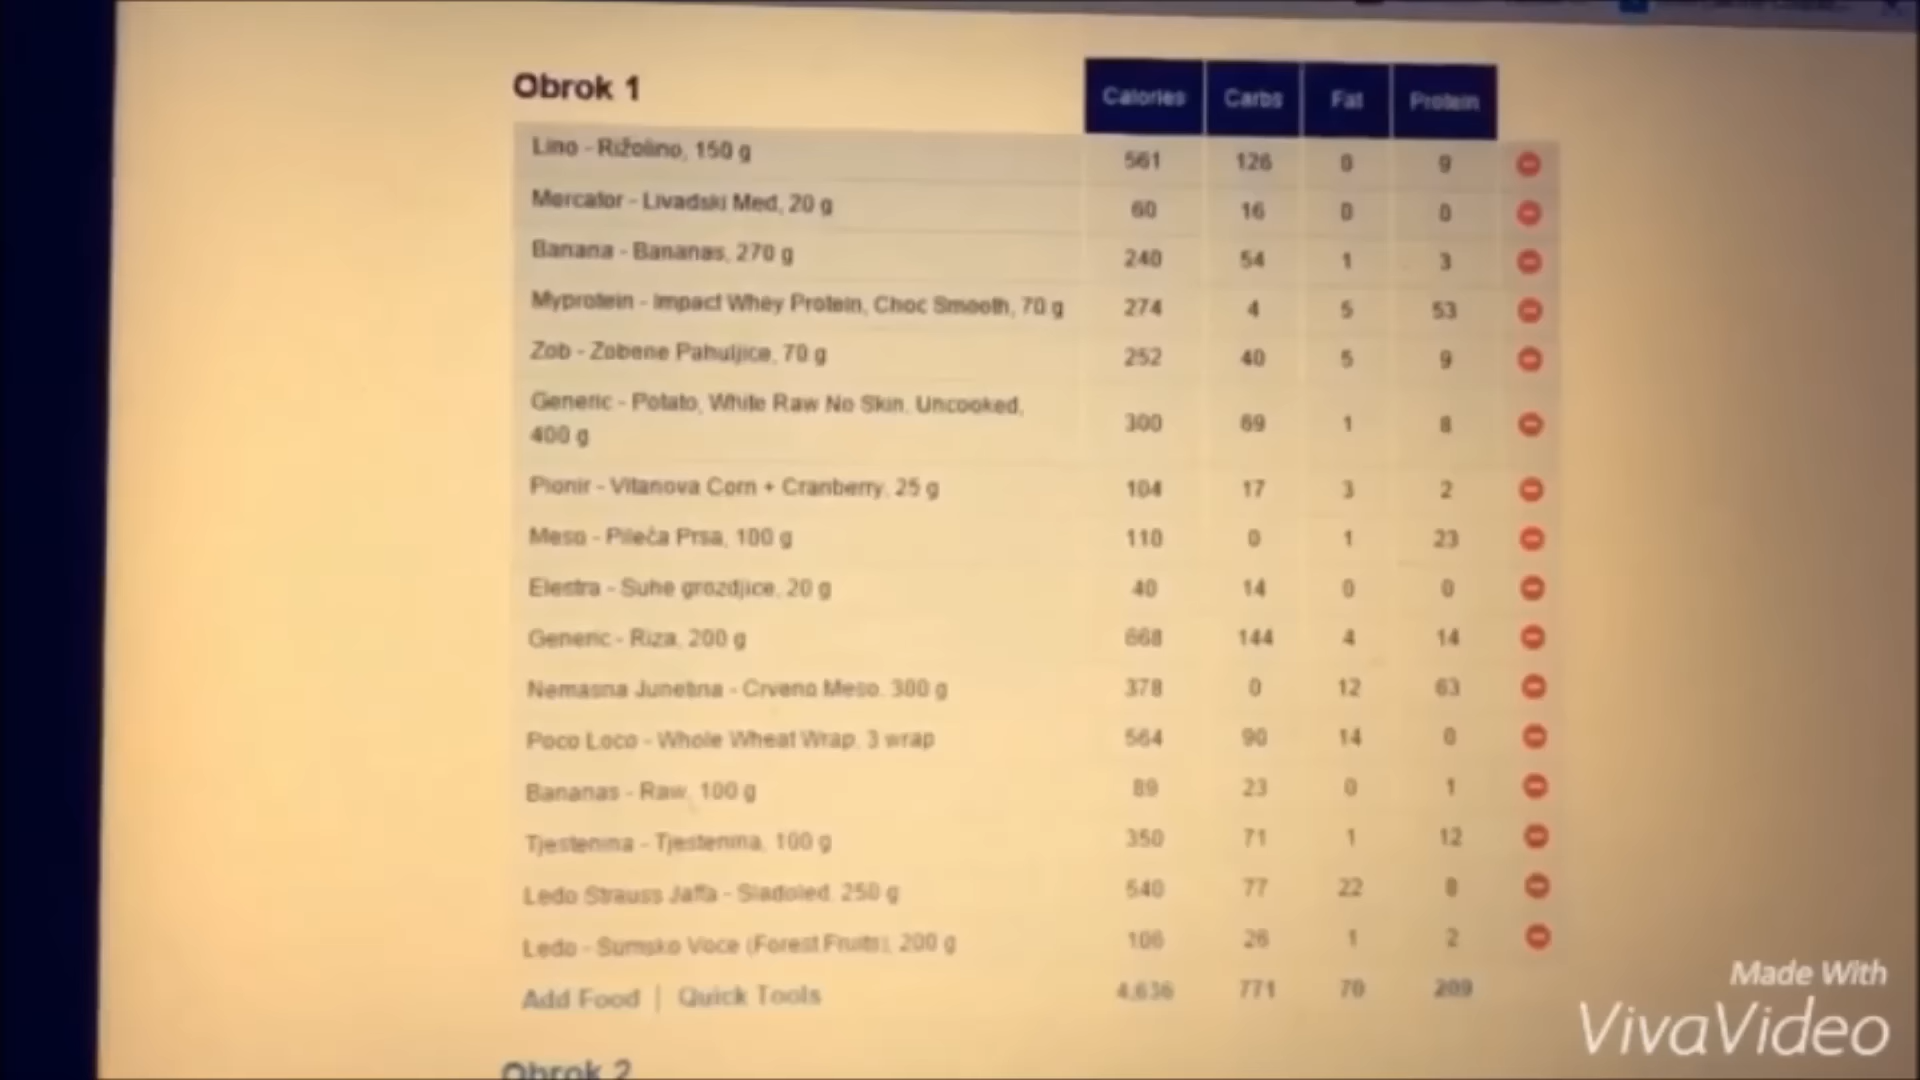 Obrok 1 Calories Carbs Fat Protein
Lino - Rižolino, 150 g 561 126 0 9
Mercator - Livadski Med, 20 g 60 16 0 0
Banana - Bananas, 270 g 240 54 1 3
Myprotein - Impact Whey Protein, Choc Smooth, 70 g 274 4 5 53
Zob - Zobene Pahuljice, 70 g 252 40 5 9
Generic - Potato, White Raw No Skin, Uncooked,
400 g 300 69 1 8
Pionir - Vitanova Corn + Cranberry, 25 g 104 17 3 2
Meso - Pileča Prsa, 100 g 110 0 1 23
Elestra - Suhe grozdjice, 20 g 40 14 0 0
Generic - Riza, 200 g 668 144 4 14
Nemasna Junetina - Crveno Meso, 300 g 378 0 12 63
Poco Loco - Whole Wheat Wrap, 3 wrap 564 90 14 0
Bananas - Raw, 100 g 89 23 0 1
Tjestenina - Tjestenina, 100 g 350 71 1 12
Ledo Strauss Jaffa - Sladoled, 250 g 540 77 22 8
Ledo - Sumsko Voce (Forest Fruits), 200 g 106 26 1 2
Add Food | Quick Tools 4,636 771 70 209
Obrok 2
Made With
VivaVideo